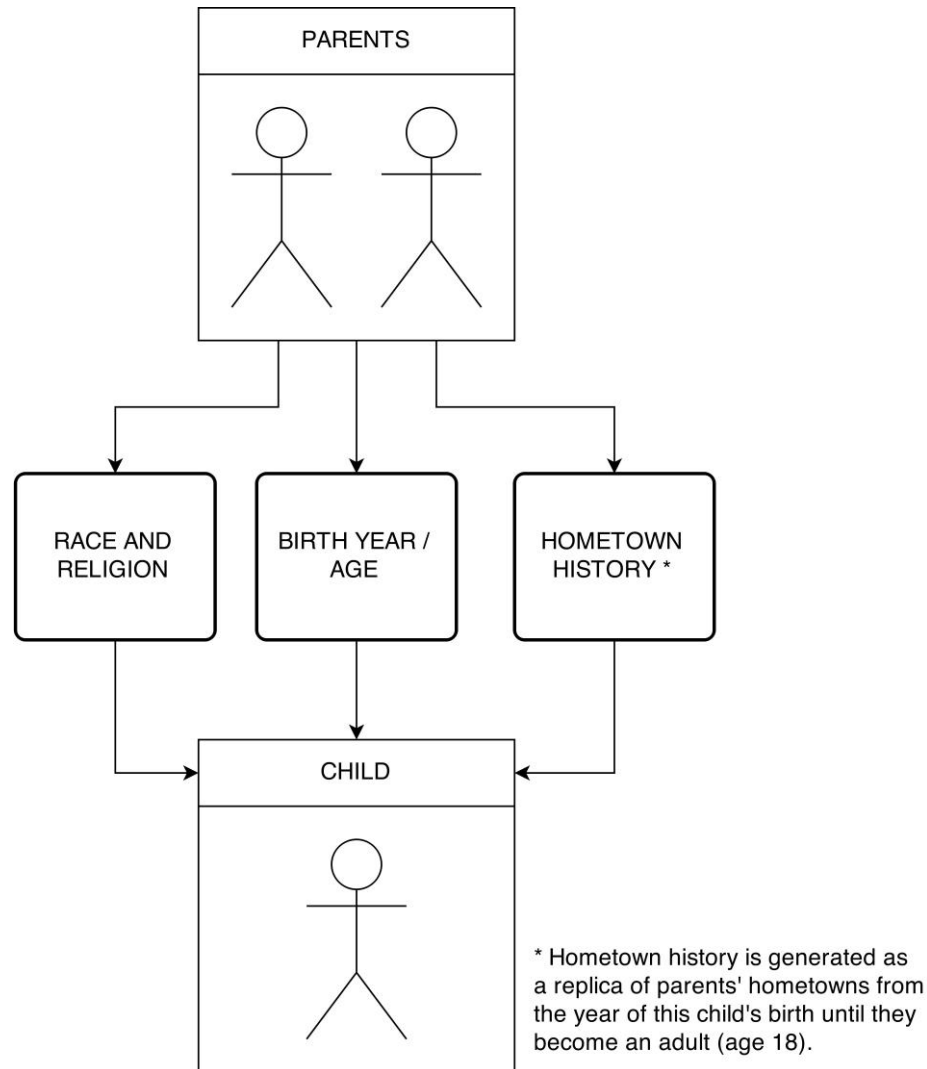 PARENTS
RACE AND
RELIGION
BIRTH YEAR /
AGE
HOMETOWN
HISTORY *
CHILD
* Hometown history is generated as
a replica of parents' hometowns from
the year of this child's birth until they
become an adult (age 18).